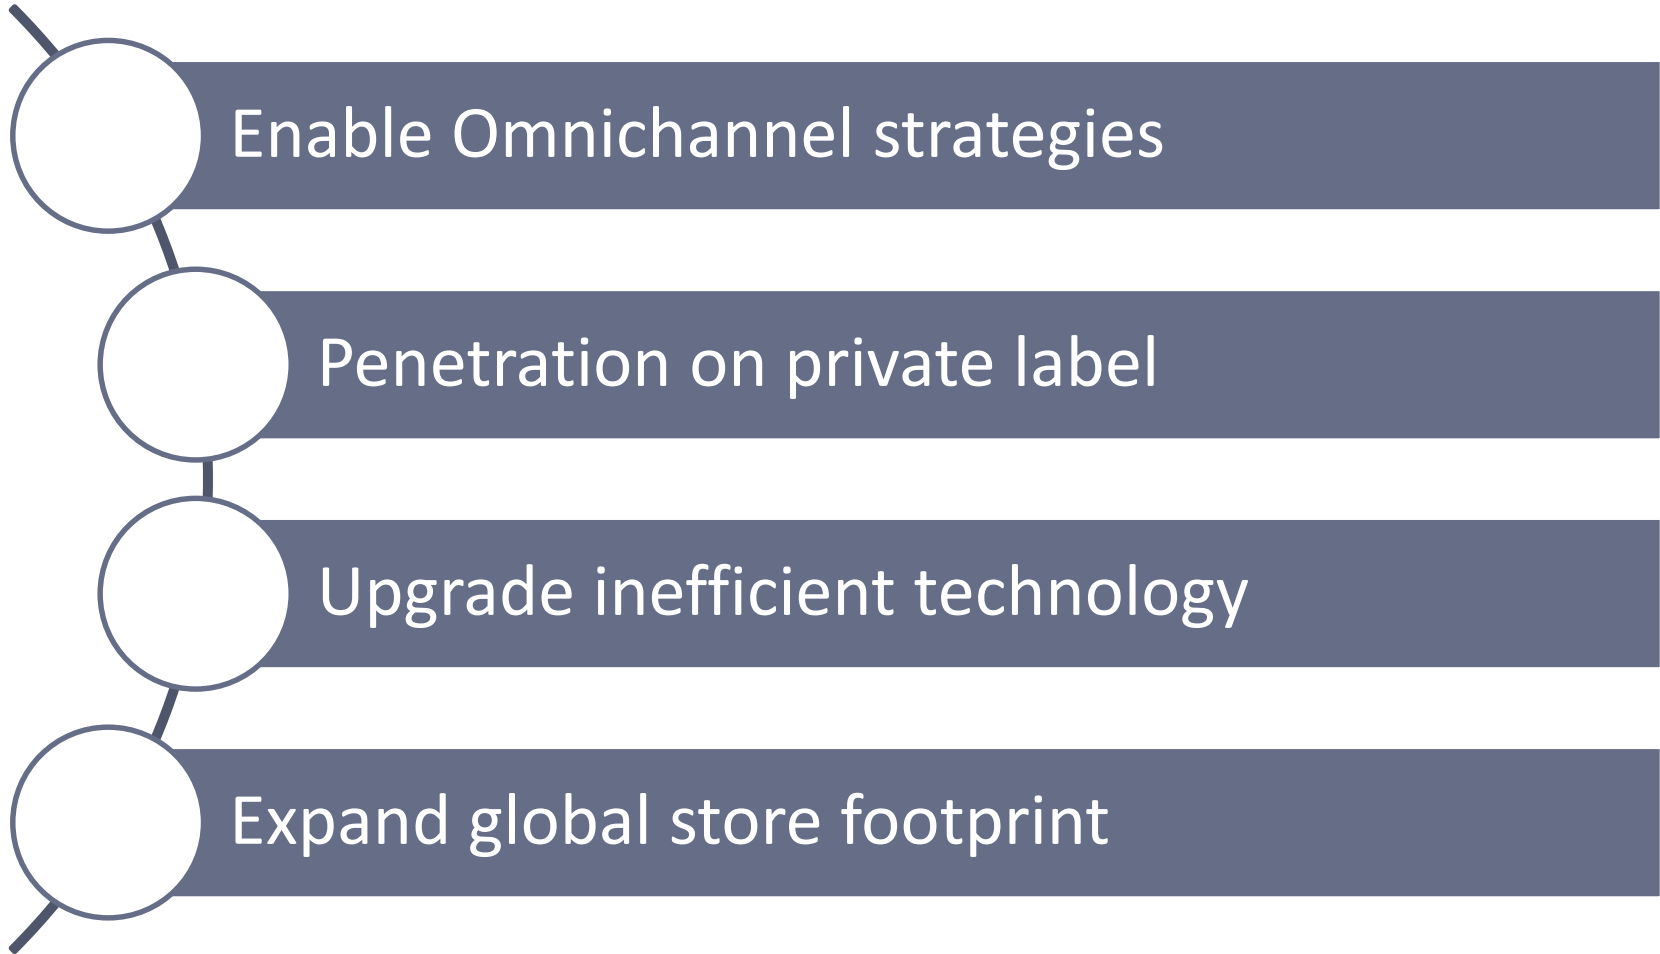 Enable Omnichannel strategies
Penetration on private label
Upgrade inefficient technology
Expand global store footprint